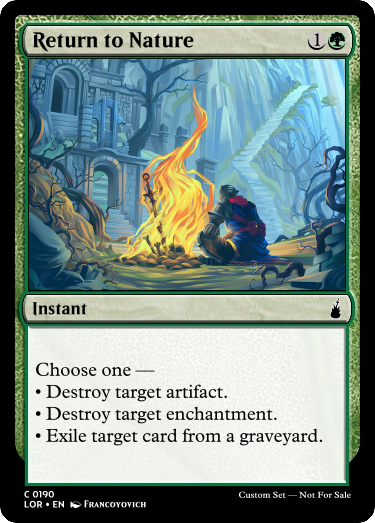 Return to Nature 1
Instant
Choose one —
• Destroy target artifact.
• Destroy target enchantment.
• Exile target card from a graveyard.
C 0190
LOR • EN Francoyovich
Custom Set — Not For Sale